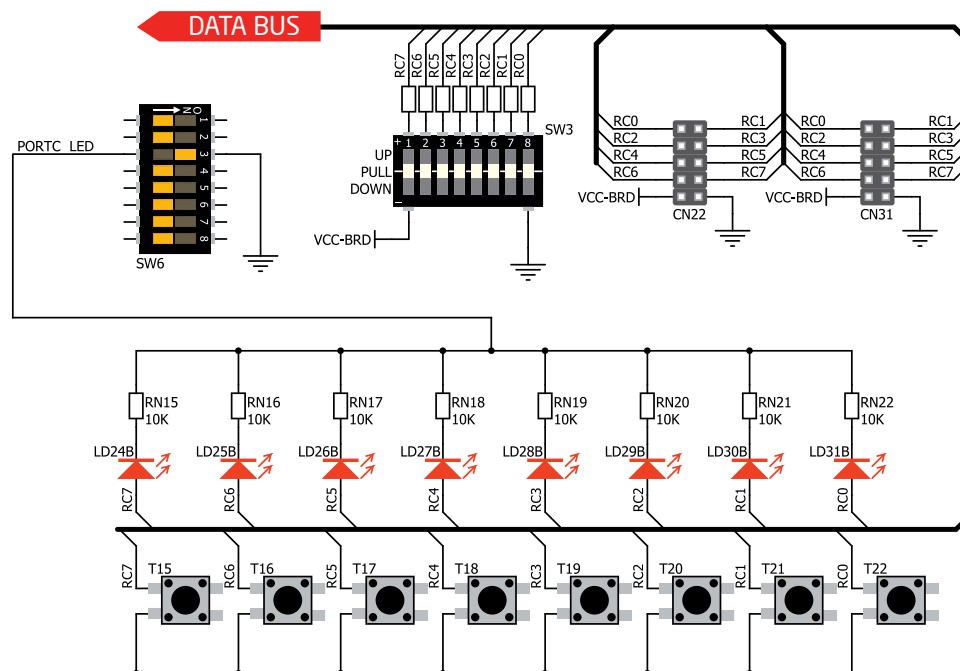 DATA BUS
RC7 RC6 RC5 RC4 RC3 RC2 RC1 RC0
SW3
+ 1 2 3 4 5 6 7 8
UP
PULL
DOWN
_
VCC-BRD
PORTC LED
ON
1
2
3
4
5
6
7
8
SW6
RC0 RC1
RC2 RC3
RC4 RC5
RC6 RC7
VCC-BRD
CN22
RC0 RC1
RC2 RC3
RC4 RC5
RC6 RC7
VCC-BRD
CN31
RN15 RN16 RN17 RN18 RN19 RN20 RN21 RN22
10K 10K 10K 10K 10K 10K 10K 10K
LD24B LD25B LD26B LD27B LD28B LD29B LD30B LD31B
RC7 RC6 RC5 RC4 RC3 RC2 RC1 RC0
RC7 RC6 RC5 RC4 RC3 RC2 RC1 RC0
T15 T16 T17 T18 T19 T20 T21 T22